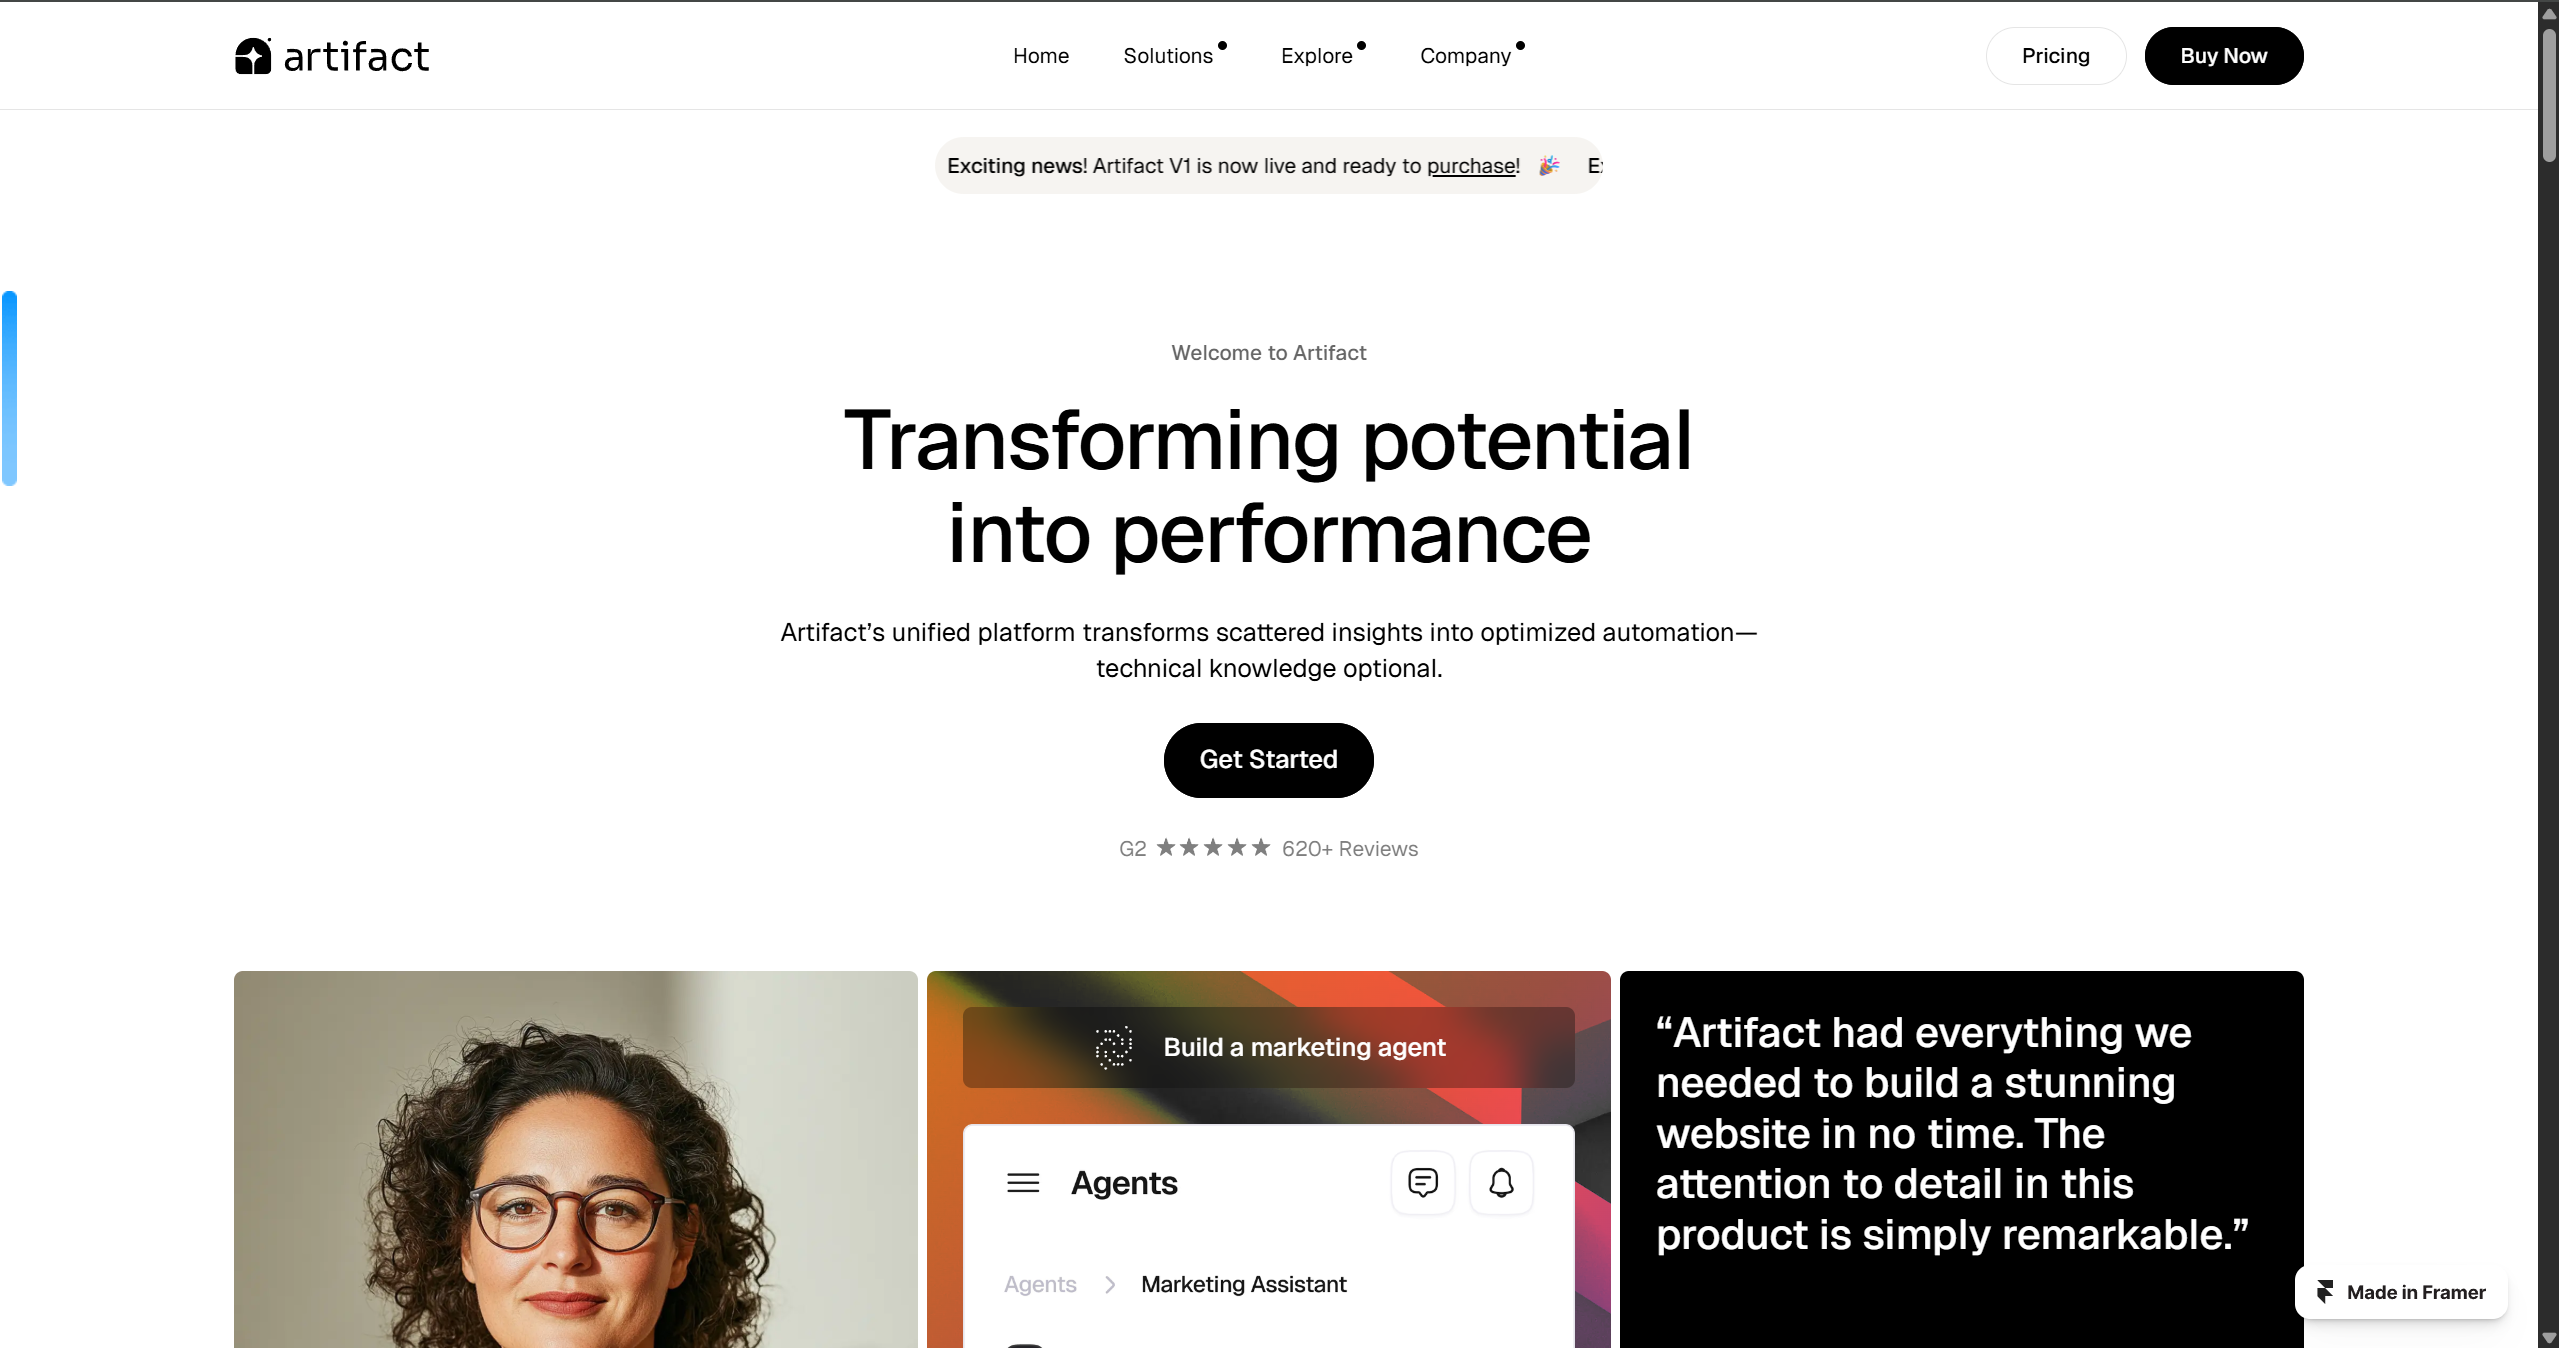 artifact
Home
Solutions
Explore
Company
Pricing
Buy Now
Exciting news! Artifact V1 is now live and ready to purchase! 🎉
Welcome to Artifact
Transforming potential
into performance
Artifact’s unified platform transforms scattered insights into optimized automation—
technical knowledge optional.
Get Started
G2 ★★★★★ 620+ Reviews
Build a marketing agent
Agents
Agents > Marketing Assistant
“Artifact had everything we
needed to build a stunning
website in no time. The
attention to detail in this
product is simply remarkable.”
Made in Framer